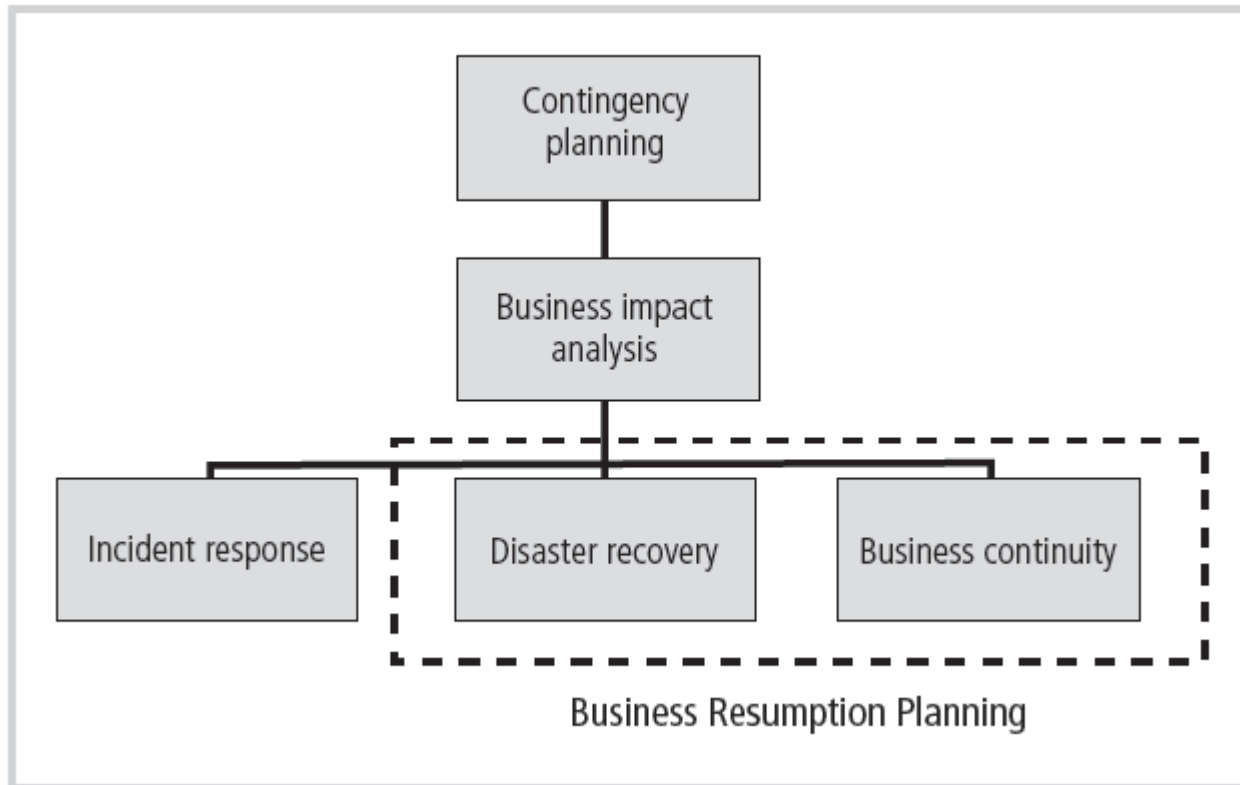 Contingency
planning
Business impact
analysis
Incident response
Disaster recovery
Business continuity
Business Resumption Planning